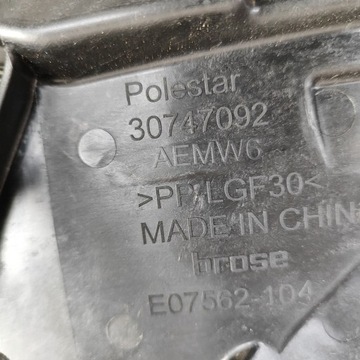 Polestar
30747092
AEMW6
>PP-LGF30<
MADE IN CHIN
brose
E07562-104